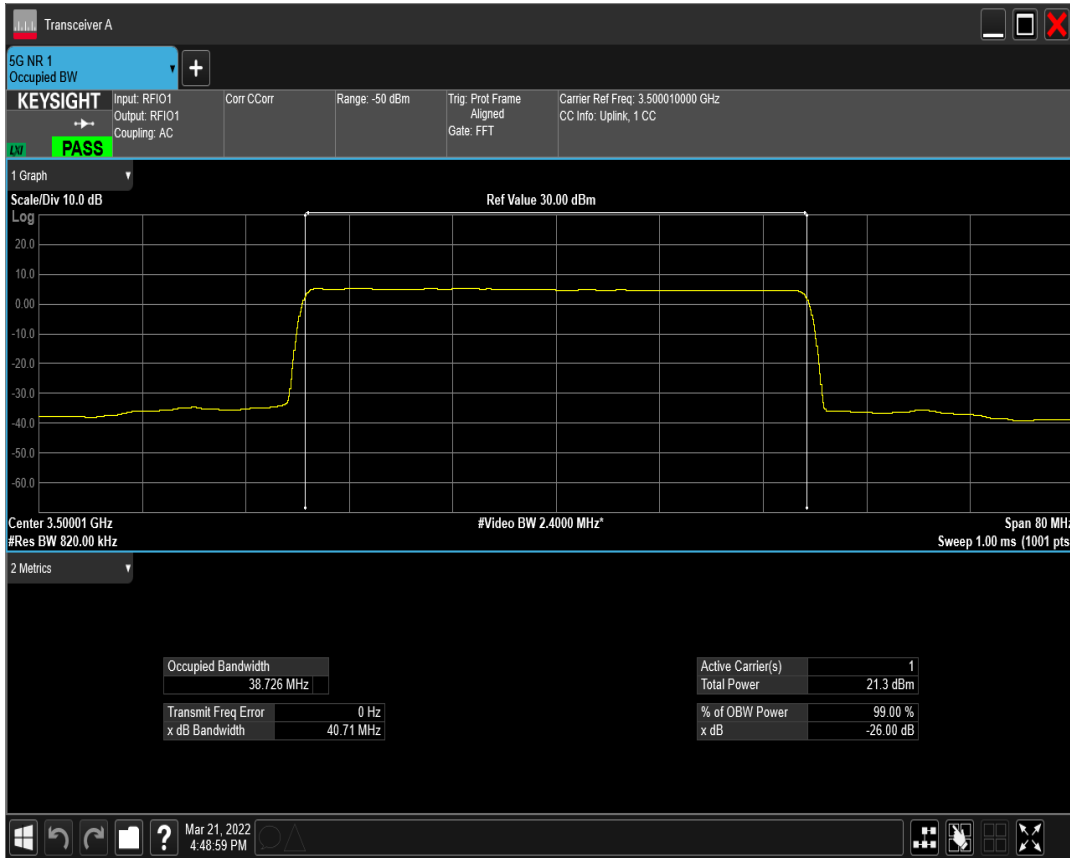 Transceiver A
5G NR 1
Occupied BW
KEYSIGHT
LXI
PASS
Input: RFIO1
Output: RFIO1
Coupling: AC
Corr CCorr
Range: -50 dBm
Trig: Prot Frame
Aligned
Gate: FFT
Carrier Ref Freq: 3.500010000 GHz
CC Info: Uplink, 1 CC
1 Graph
Scale/Div 10.0 dB
Ref Value 30.00 dBm
Log
20.0
10.0
0.00
-10.0
-20.0
-30.0
-40.0
-50.0
-60.0
Center 3.50001 GHz
#Video BW 2.4000 MHz*
Span 80 MHz
#Res BW 820.00 kHz
Sweep 1.00 ms (1001 pts
2 Metrics
Occupied Bandwidth
38.726 MHz
Transmit Freq Error 0 Hz
x dB Bandwidth 40.71 MHz
Active Carrier(s) 1
Total Power 21.3 dBm
% of OBW Power 99.00 %
x dB -26.00 dB
?
Mar 21, 2022
4:48:59 PM